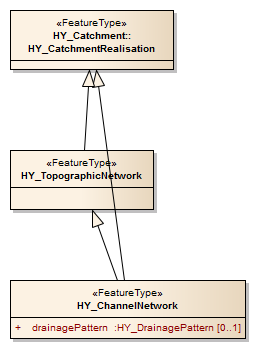 «FeatureType»
HY_Catchment::
HY_CatchmentRealisation
«FeatureType»
HY_TopographicNetwork
«FeatureType»
HY_ChannelNetwork
+ drainagePattern :HY_DrainagePattern [0..1]